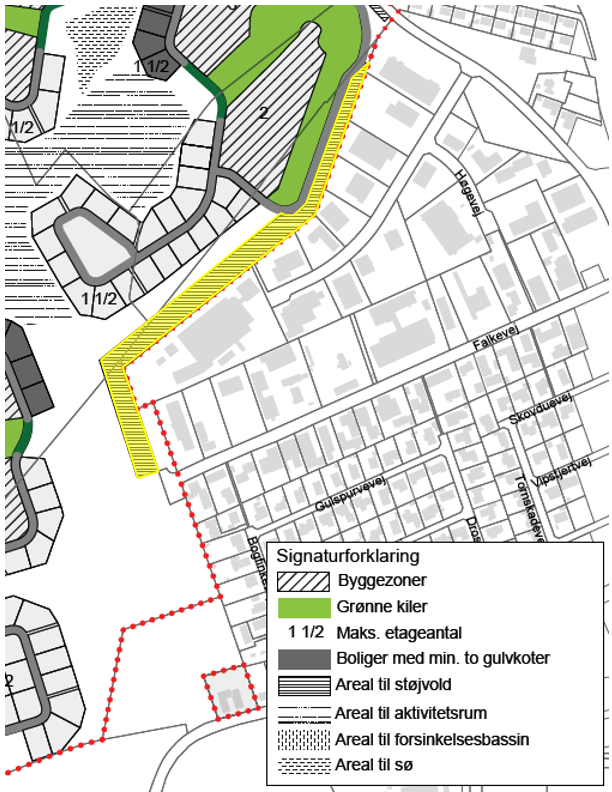 1 1/2
1/2
2
Høgevej
1 1/2
Falkevej
Skovduevej
Vipstjertvej
Gulspurvevej
Tornskadevej
Signaturforklaring
Byggezoner
Grønne kiler
1 1/2 Maks. etageantal
Boliger med min. to gulvkoter
Areal til støjvold
Areal til aktivitetsrum
Areal til forsinkelsesbassin
Areal til sø
2